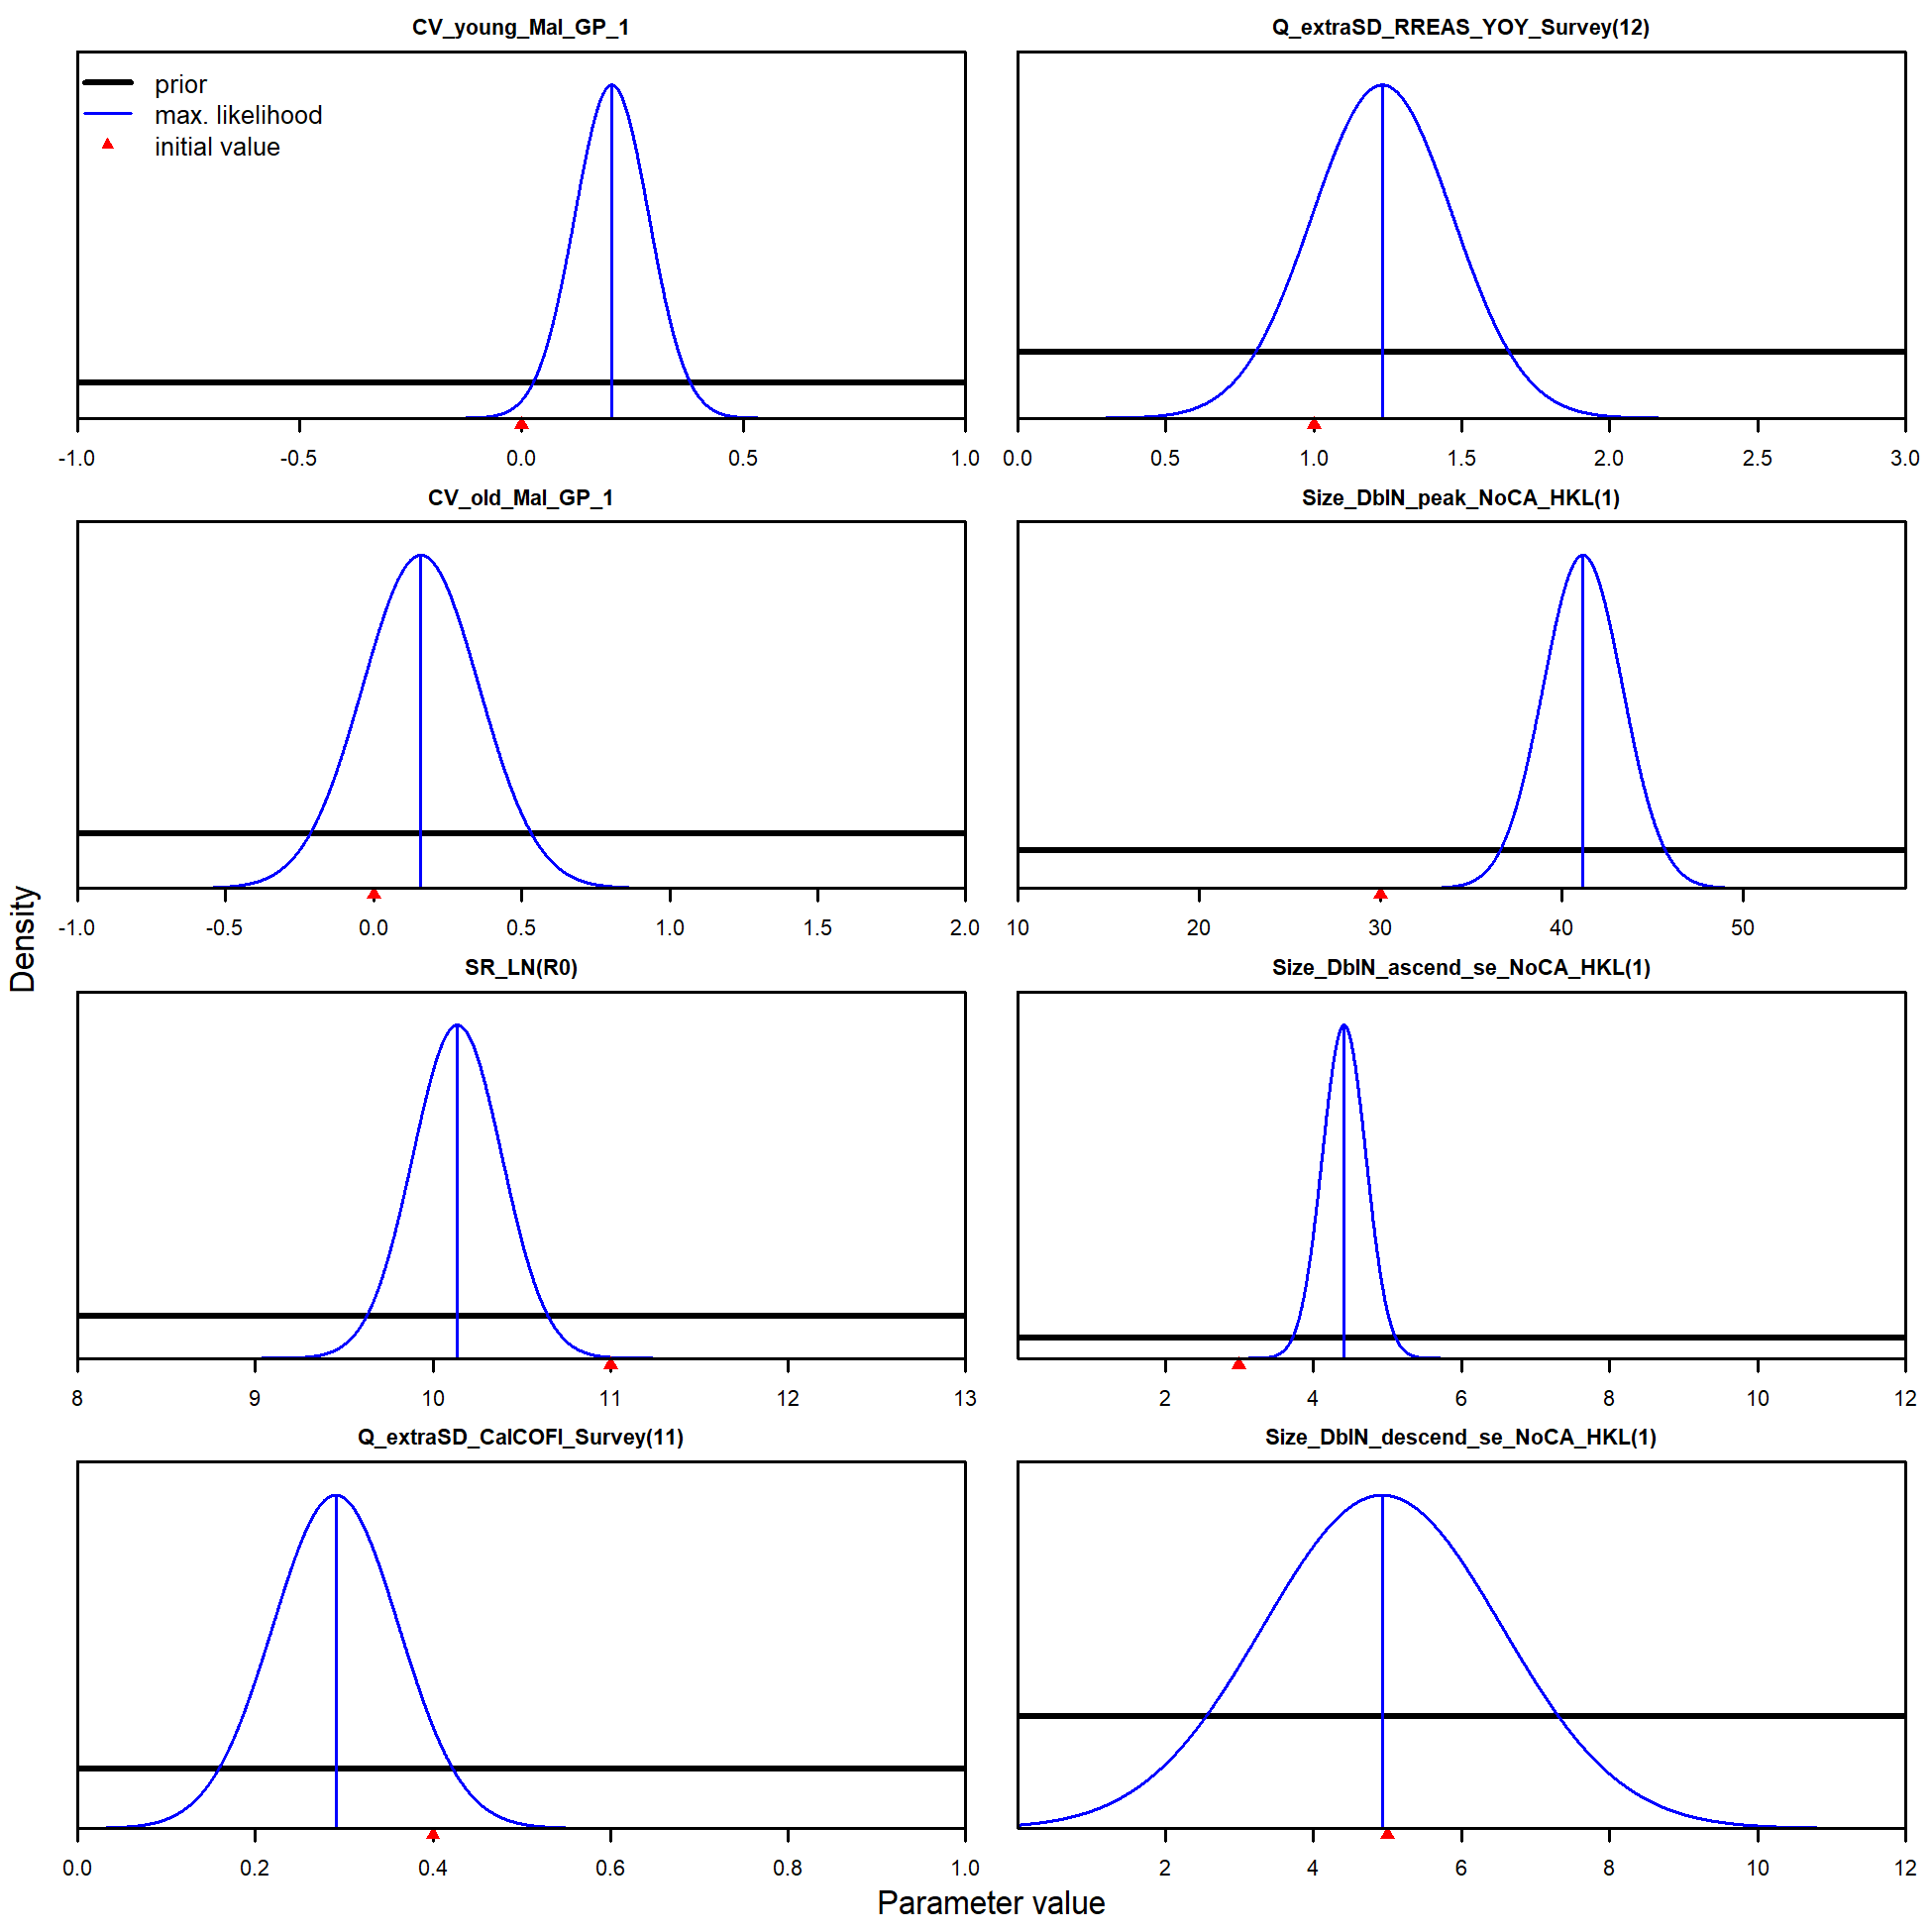 CV_young_Mal_GP_1
prior
max. likelihood
initial value
-1.0 -0.5 0.0 0.5 1.0
Q_extraSD_RREAS_YOY_Survey(12)
0.0 0.5 1.0 1.5 2.0 2.5 3.0
CV_old_Mal_GP_1
-1.0 -0.5 0.0 0.5 1.0 1.5 2.0
Size_DblN_peak_NoCA_HKL(1)
10 20 30 40 50
SR_LN(R0)
8 9 10 11 12 13
Size_DblN_ascend_se_NoCA_HKL(1)
2 4 6 8 10 12
Q_extraSD_CalCOFI_Survey(11)
0.0 0.2 0.4 0.6 0.8 1.0
Size_DblN_descend_se_NoCA_HKL(1)
2 4 6 8 10 12
Density
Parameter value